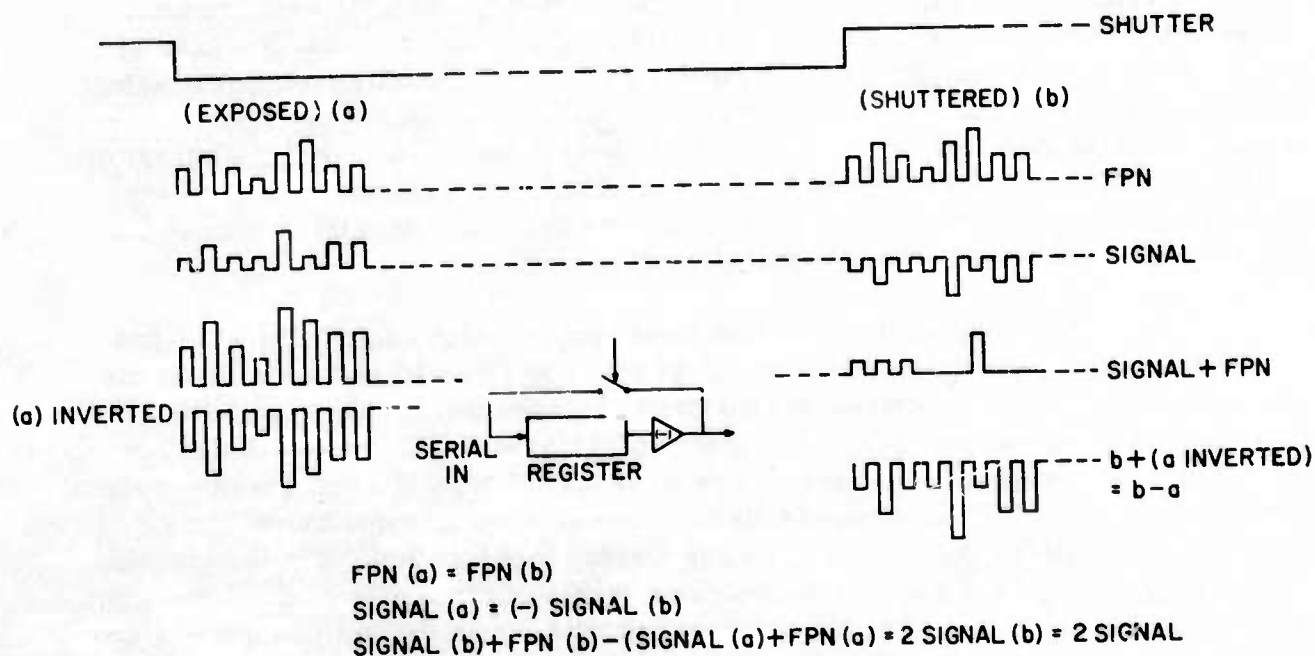 SHUTTER
(EXPOSED) (a)
(SHUTTERED) (b)
FPN
SIGNAL
SIGNAL + FPN
(a) INVERTED
SERIAL
IN
REGISTER
(-)
b + (a INVERTED)
= b - a
FPN (a) = FPN (b)
SIGNAL (a) = (-) SIGNAL (b)
SIGNAL (b) + FPN (b) - (SIGNAL (a) + FPN (a) = 2 SIGNAL (b) = 2 SIGNAL